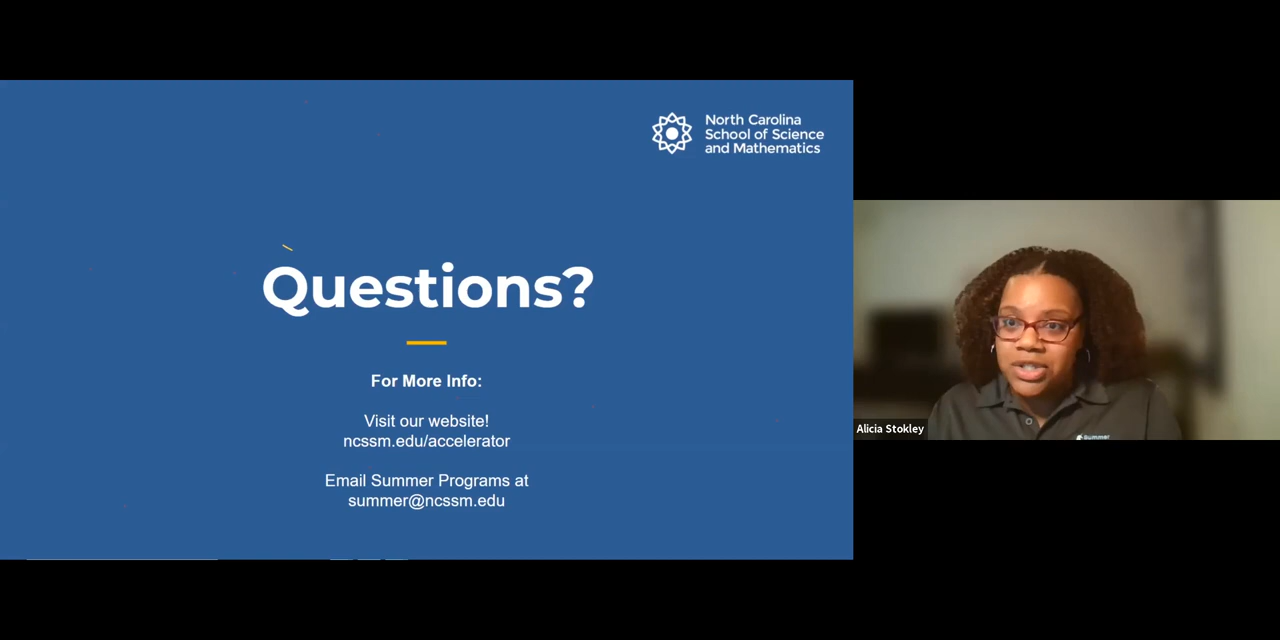 North Carolina
School of Science
and Mathematics
Questions?
For More Info:
Visit our website!
ncssm.edu/accelerator
Email Summer Programs at
summer@ncssm.edu
Alicia Stokley
Summer